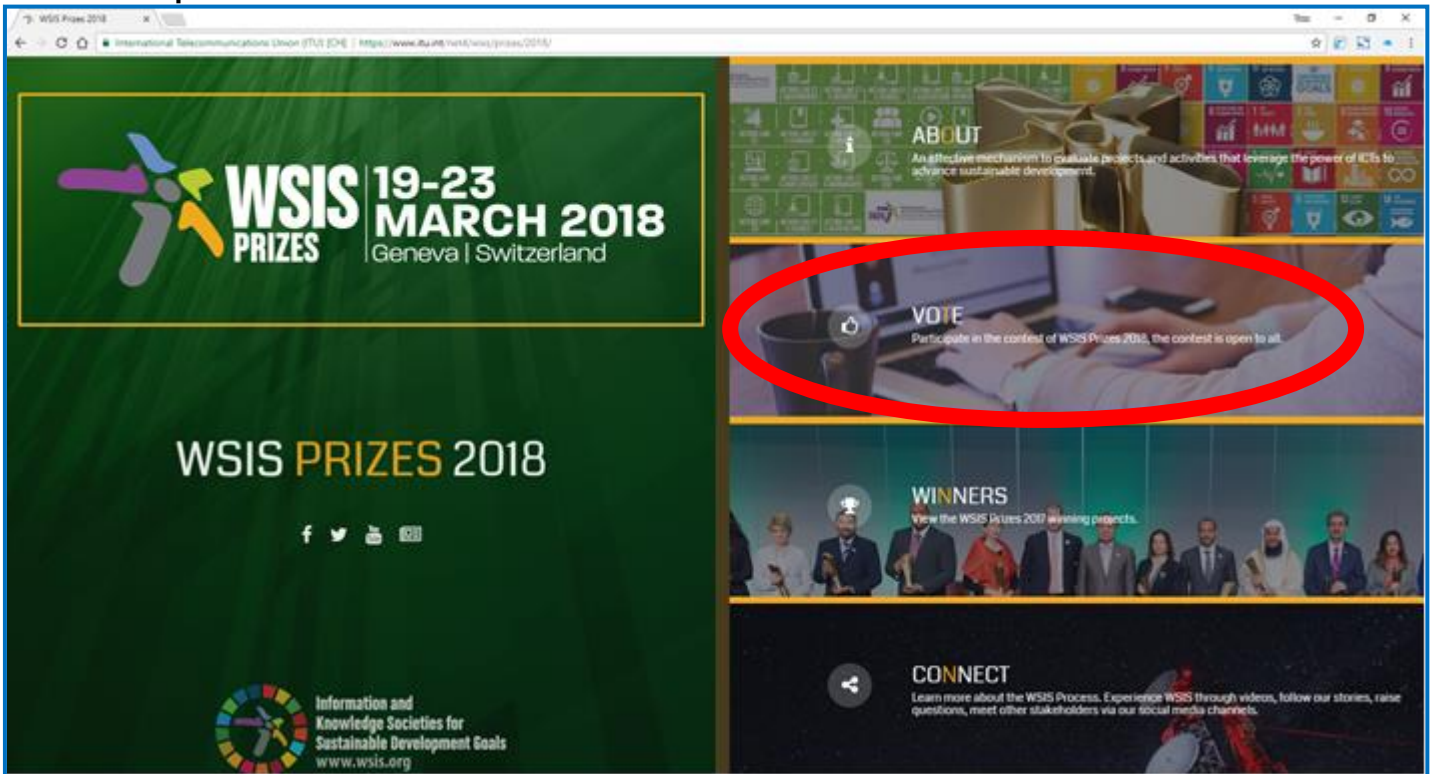 WSIS Prizes 2018
International Telecommunications Union (ITU) [CH] | https://www.itu.int/net4/wsis/prizes/2018/
WSIS
PRIZES
19-23
MARCH 2018
Geneva | Switzerland
WSIS PRIZES 2018
Information and
Knowledge Societies for
Sustainable Development Goals
www.wsis.org
ABOUT
An effective mechanism to evaluate projects and activities that leverage the power of ICTs to
advance sustainable development.
VOTE
Participate in the contest of WSIS Prizes 2018, the contest is open to all.
WINNERS
View the WSIS Prizes 2017 winning projects.
CONNECT
Learn more about the WSIS Process. Experience WSIS through videos, follow our stories, raise
questions, meet other stakeholders via our social media channels.